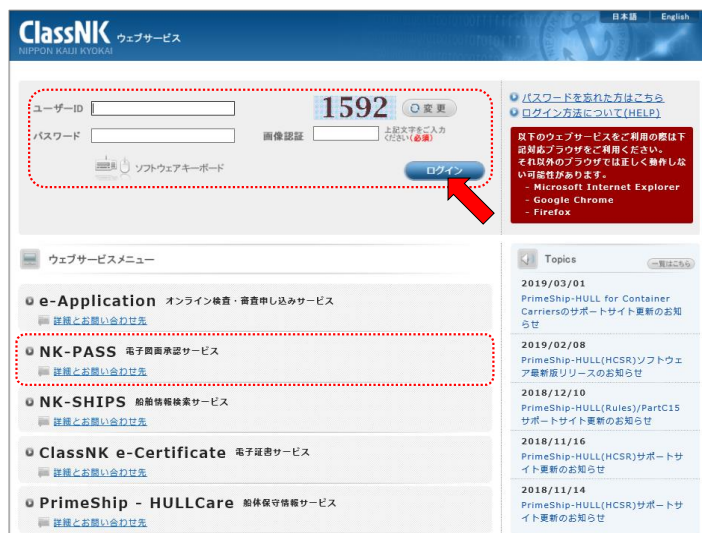 日本語 English
ClassNK ウェブサービス
NIPPON KAIJI KYOKAI
ユーザーID
1592 変更
パスワード
画像認証
上記文字をご入力
ください(必須)
ソフトウェアキーボード
ログイン
パスワードを忘れた方はこちら
ログイン方法について(HELP)
以下のウェブサービスをご利用の際は下
記対応ブラウザをご利用ください。
それ以外のブラウザでは正しく動作しな
い可能性があります。
- Microsoft Internet Explorer
- Google Chrome
- Firefox
ウェブサービスメニュー
e-Application オンライン検査・審査申し込みサービス
詳細とお問い合わせ先
NK-PASS 電子図面承認サービス
詳細とお問い合わせ先
NK-SHIPS 船舶情報検索サービス
詳細とお問い合わせ先
ClassNK e-Certificate 電子証書サービス
詳細とお問い合わせ先
PrimeShip - HULLCare 船体保守情報サービス
詳細とお問い合わせ先
Topics
一覧はこちら
2019/03/01
PrimeShip-HULL for Container
Carriersのサポートサイト更新のお知
らせ
2019/02/08
PrimeShip-HULL(HCSR)ソフトウェ
ア最新版リリースのお知らせ
2018/12/10
PrimeShip-HULL(Rules)/PartC15
サポートサイト更新のお知らせ
2018/11/16
PrimeShip-HULL(HCSR)サポートサ
イト更新のお知らせ
2018/11/14
PrimeShip-HULL(HCSR)サポートサ
イト更新のお知らせ